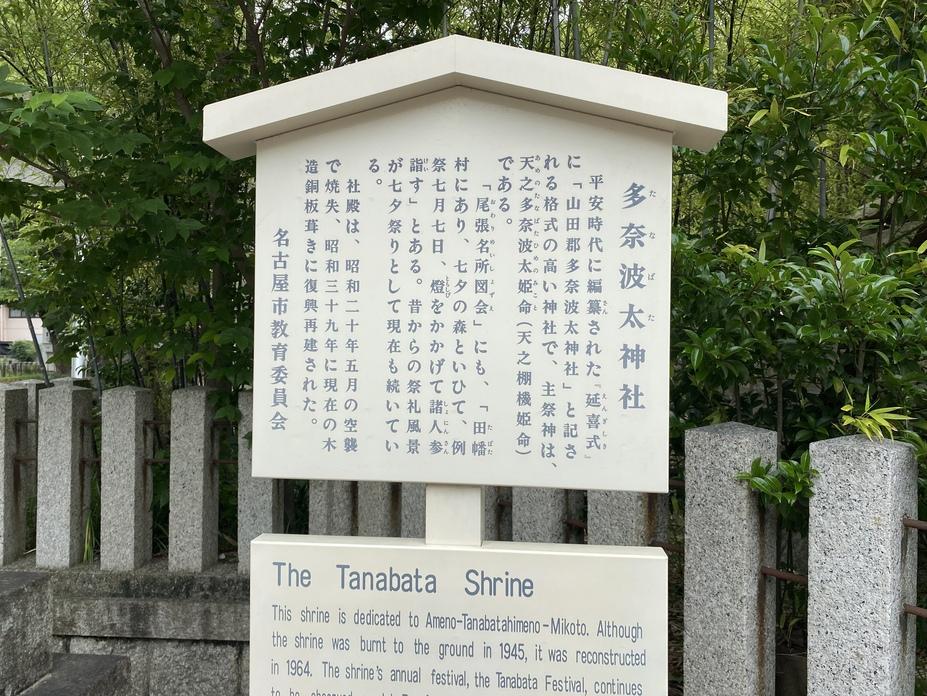 多奈波太神社
平安時代に編纂された『延喜式』
に「山田郡多奈波太神社」と記さ
れる格式の高い神社で、主祭神は、
天之多奈波太姫命(天之棚機姫命)
である。
「尾張名所図会」にも、「田幡
村にあり、七夕の森といひて、例
祭七月七日、燈をかかげて諸人参
詣す」とある。昔からの祭礼風景
が七夕祭りとして現在も続いてい
る。
社殿は、昭和二十年五月の空襲
で焼失、昭和三十九年に現在の木
造銅板葺きに復興再建された。
名古屋市教育委員会
The Tanabata Shrine
This shrine is dedicated to Ameno-Tanabatahimeno-Mikoto. Although
the shrine was burnt to the ground in 1945, it was reconstructed
in 1964. The shrine's annual festival, the Tanabata Festival, continues
to be observed